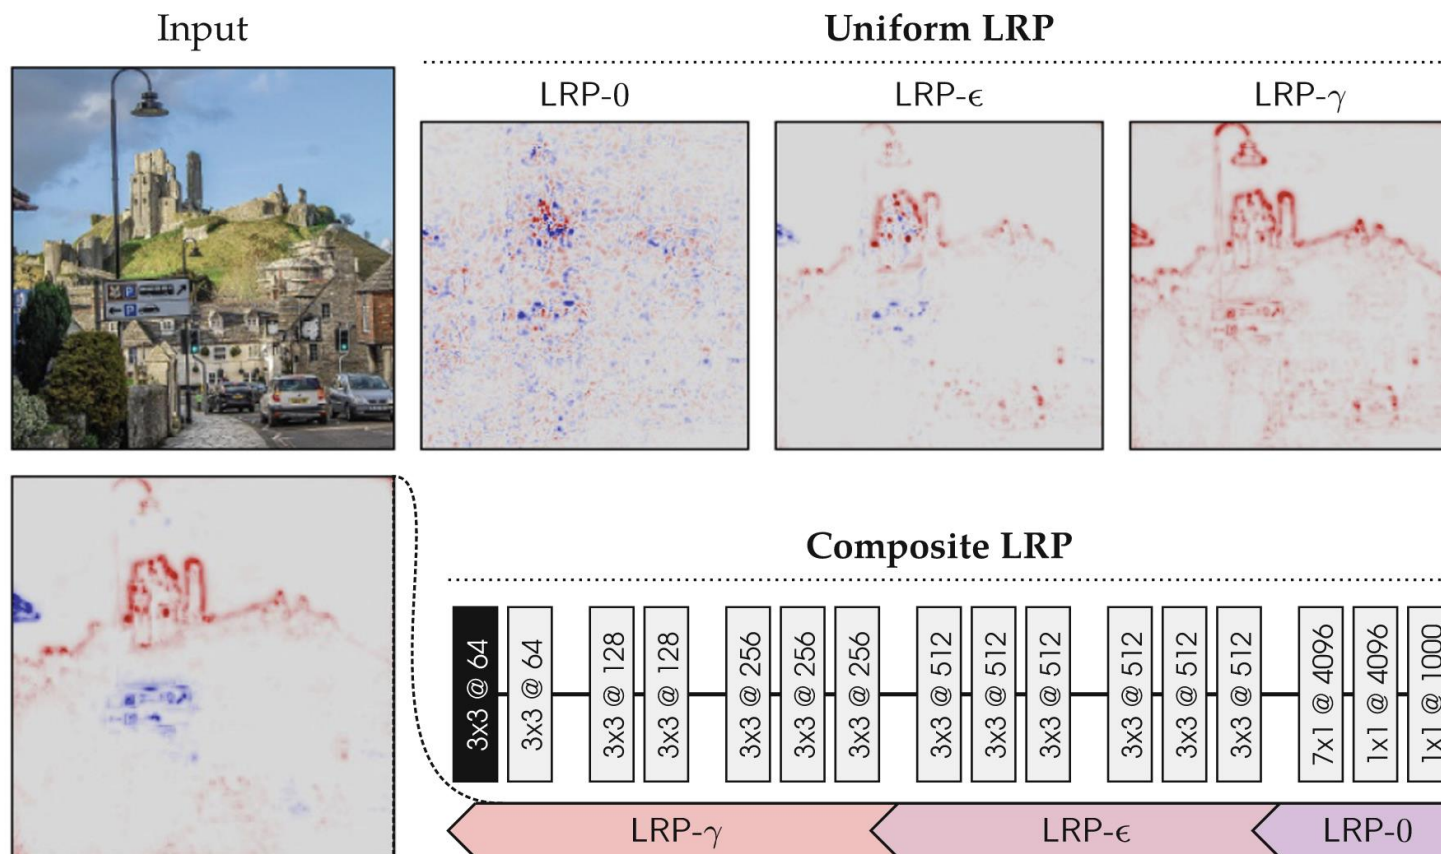 Input
Uniform LRP
LRP-0
LRP-ϵ
LRP-γ
P
P
Composite LRP
3x3 @ 64
3x3 @ 64
3x3 @ 128
3x3 @ 128
3x3 @ 256
3x3 @ 256
3x3 @ 256
3x3 @ 512
3x3 @ 512
3x3 @ 512
3x3 @ 512
3x3 @ 512
3x3 @ 512
7x1 @ 4096
1x1 @ 4096
1x1 @ 1000
LRP-γ
LRP-ϵ
LRP-0